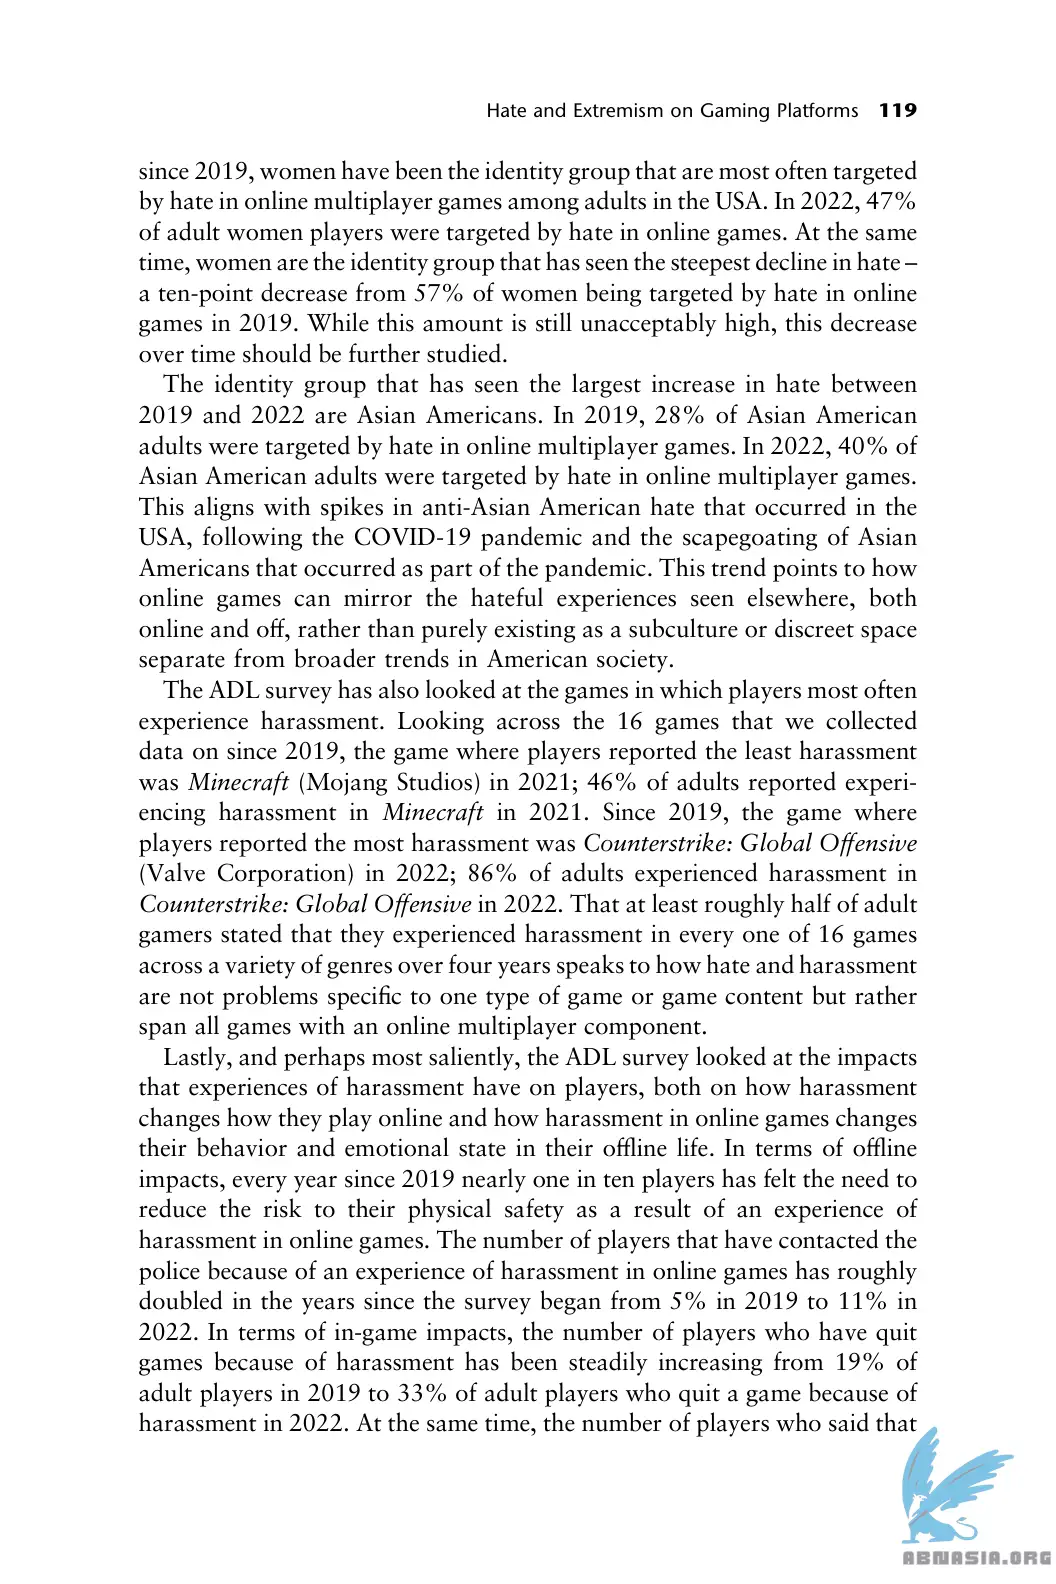 Hate and Extremism on Gaming Platforms 119
since 2019, women have been the identity group that are most often targeted
by hate in online multiplayer games among adults in the USA. In 2022, 47%
of adult women players were targeted by hate in online games. At the same
time, women are the identity group that has seen the steepest decline in hate –
a ten-point decrease from 57% of women being targeted by hate in online
games in 2019. While this amount is still unacceptably high, this decrease
over time should be further studied.
The identity group that has seen the largest increase in hate between
2019 and 2022 are Asian Americans. In 2019, 28% of Asian American
adults were targeted by hate in online multiplayer games. In 2022, 40% of
Asian American adults were targeted by hate in online multiplayer games.
This aligns with spikes in anti-Asian American hate that occurred in the
USA, following the COVID-19 pandemic and the scapegoating of Asian
Americans that occurred as part of the pandemic. This trend points to how
online games can mirror the hateful experiences seen elsewhere, both
online and off, rather than purely existing as a subculture or discreet space
separate from broader trends in American society.
The ADL survey has also looked at the games in which players most often
experience harassment. Looking across the 16 games that we collected
data on since 2019, the game where players reported the least harassment
was Minecraft (Mojang Studios) in 2021; 46% of adults reported experi-
encing harassment in Minecraft in 2021. Since 2019, the game where
players reported the most harassment was Counterstrike: Global Offensive
(Valve Corporation) in 2022; 86% of adults experienced harassment in
Counterstrike: Global Offensive in 2022. That at least roughly half of adult
gamers stated that they experienced harassment in every one of 16 games
across a variety of genres over four years speaks to how hate and harassment
are not problems specific to one type of game or game content but rather
span all games with an online multiplayer component.
Lastly, and perhaps most saliently, the ADL survey looked at the impacts
that experiences of harassment have on players, both on how harassment
changes how they play online and how harassment in online games changes
their behavior and emotional state in their offline life. In terms of offline
impacts, every year since 2019 nearly one in ten players has felt the need to
reduce the risk to their physical safety as a result of an experience of
harassment in online games. The number of players that have contacted the
police because of an experience of harassment in online games has roughly
doubled in the years since the survey began from 5% in 2019 to 11% in
2022. In terms of in-game impacts, the number of players who have quit
games because of harassment has been steadily increasing from 19% of
adult players in 2019 to 33% of adult players who quit a game because of
harassment in 2022. At the same time, the number of players who said that
ABNASIA.ORG